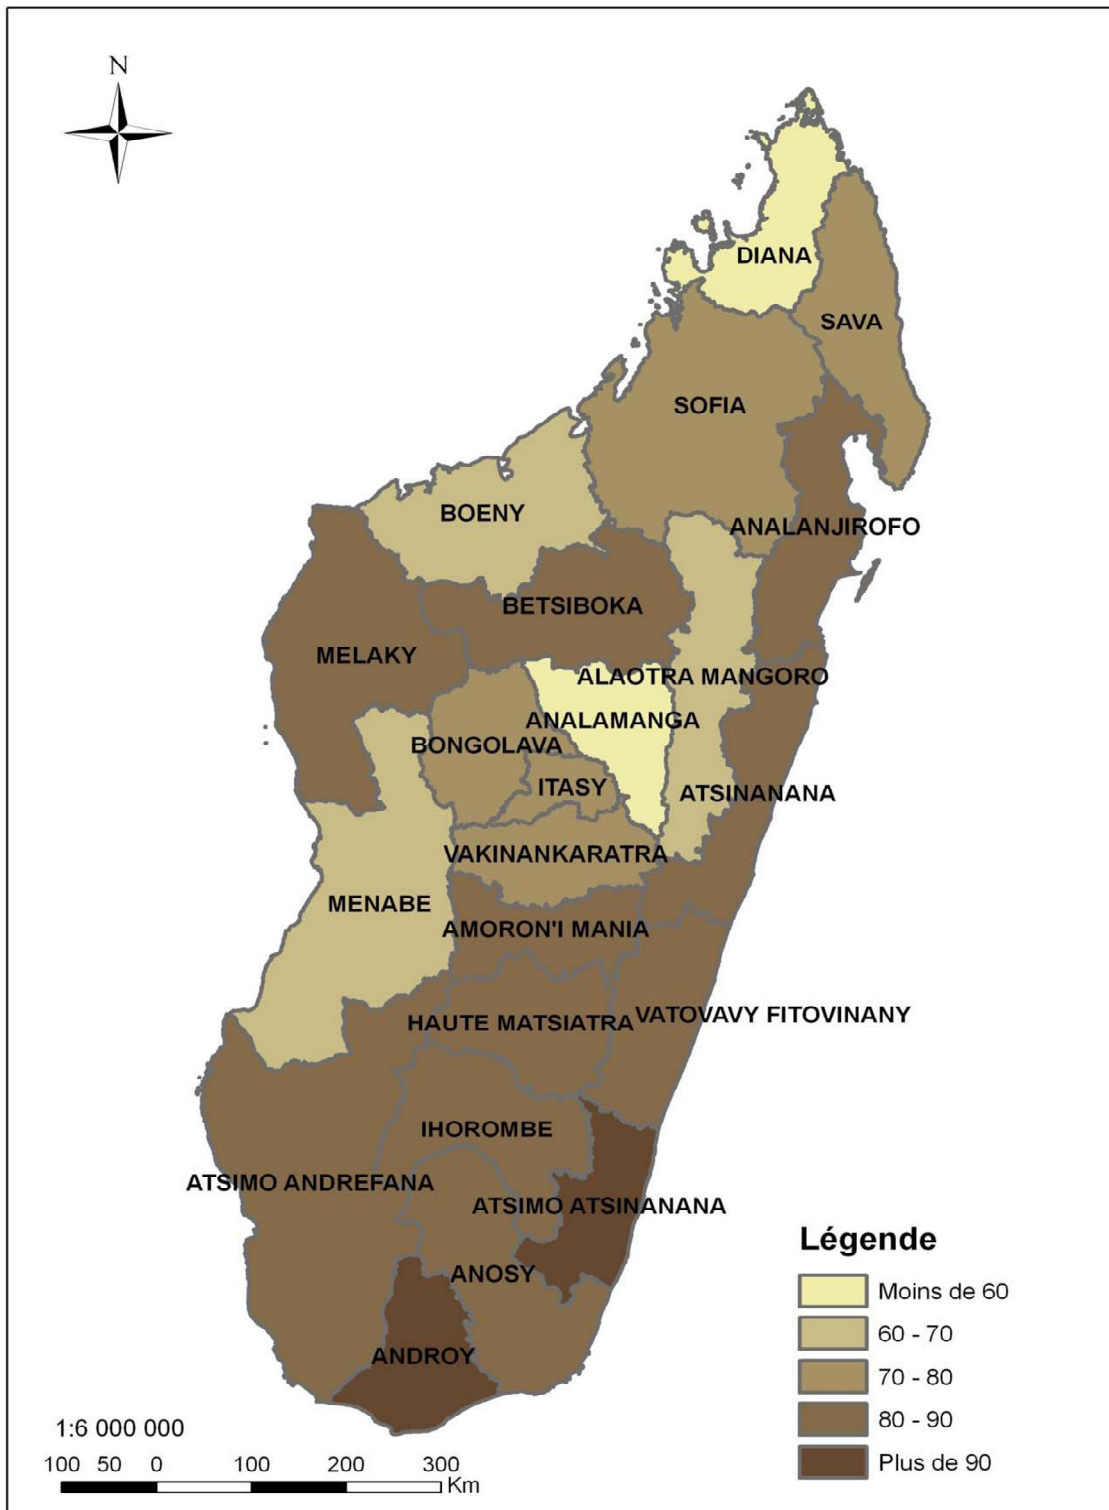 N
DIANA
SAVA
SOFIA
BOENY
ANALANJIROFO
BETSIBOKA
MELAKY
ALAOTRA MANGORO
ANALAMANGA
BONGOLAVA
ITASY
ATSINANANA
VAKINANKARATRA
MENABE
AMORON'I MANIA
HAUTE MATSIATRA
VATOVAVY FITOVINANY
IHOROMBE
ATSIMO ANDREFANA
ATSIMO ATSINANANA
ANOSY
ANDROY
Légende
Moins de 60
60 - 70
70 - 80
80 - 90
Plus de 90
1:6 000 000
100 50 0 100 200 300
Km